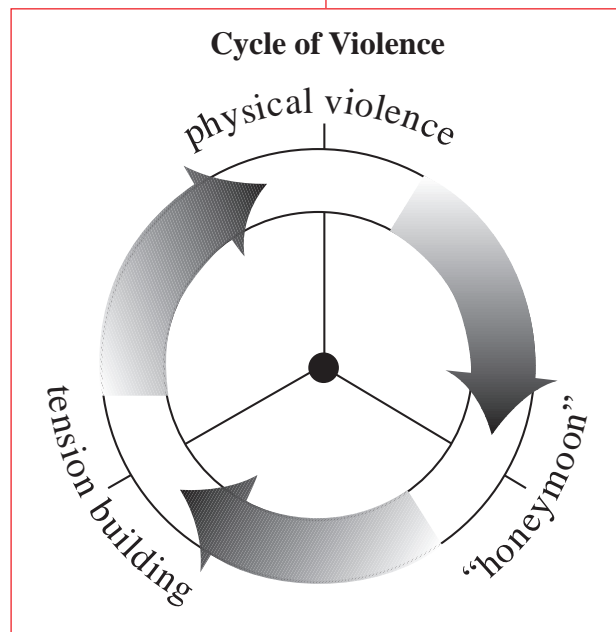 Cycle of Violence
physical violence
“honeymoon”
tension building